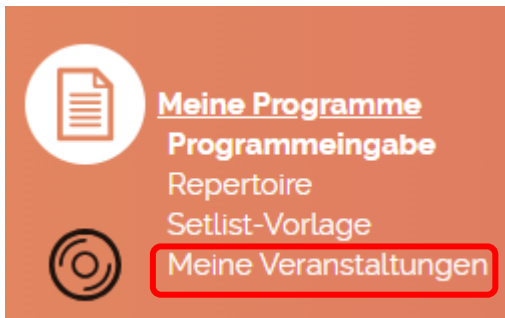 Meine Programme
Programmeingabe
Repertoire
Setlist-Vorlage
Meine Veranstaltungen